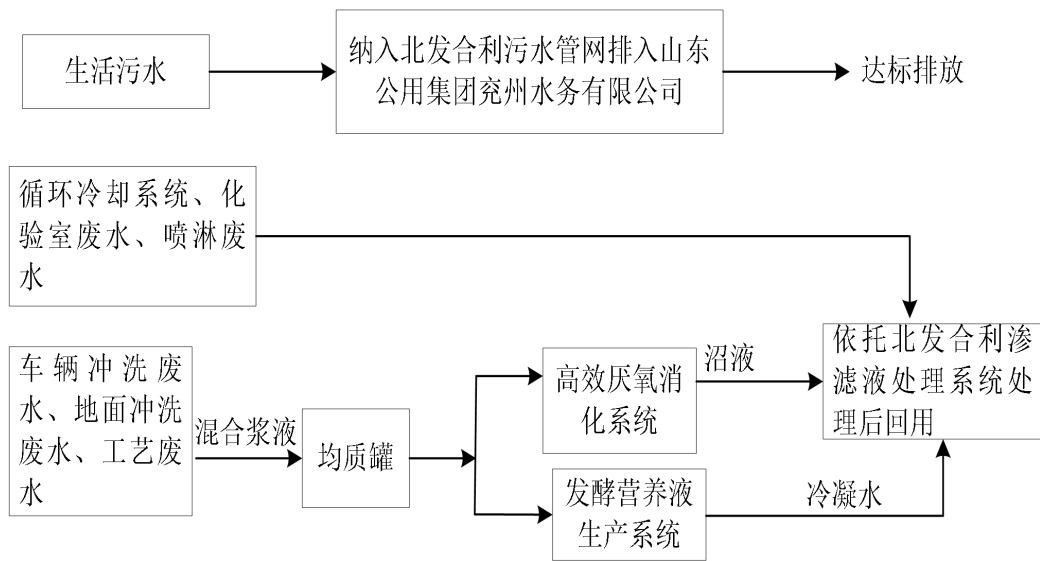 生活污水
纳入北发合利污水管网排入山东
公用集团兖州水务有限公司
达标排放
循环冷却系统、化
验室废水、喷淋废
水
车辆冲洗废
水、地面冲洗
废水、工艺废
水
混合浆液
均质罐
高效厌氧消
化系统
沼液
发酵营养液
生产系统
冷凝水
依托北发合利渗
滤液处理系统处
理后回用